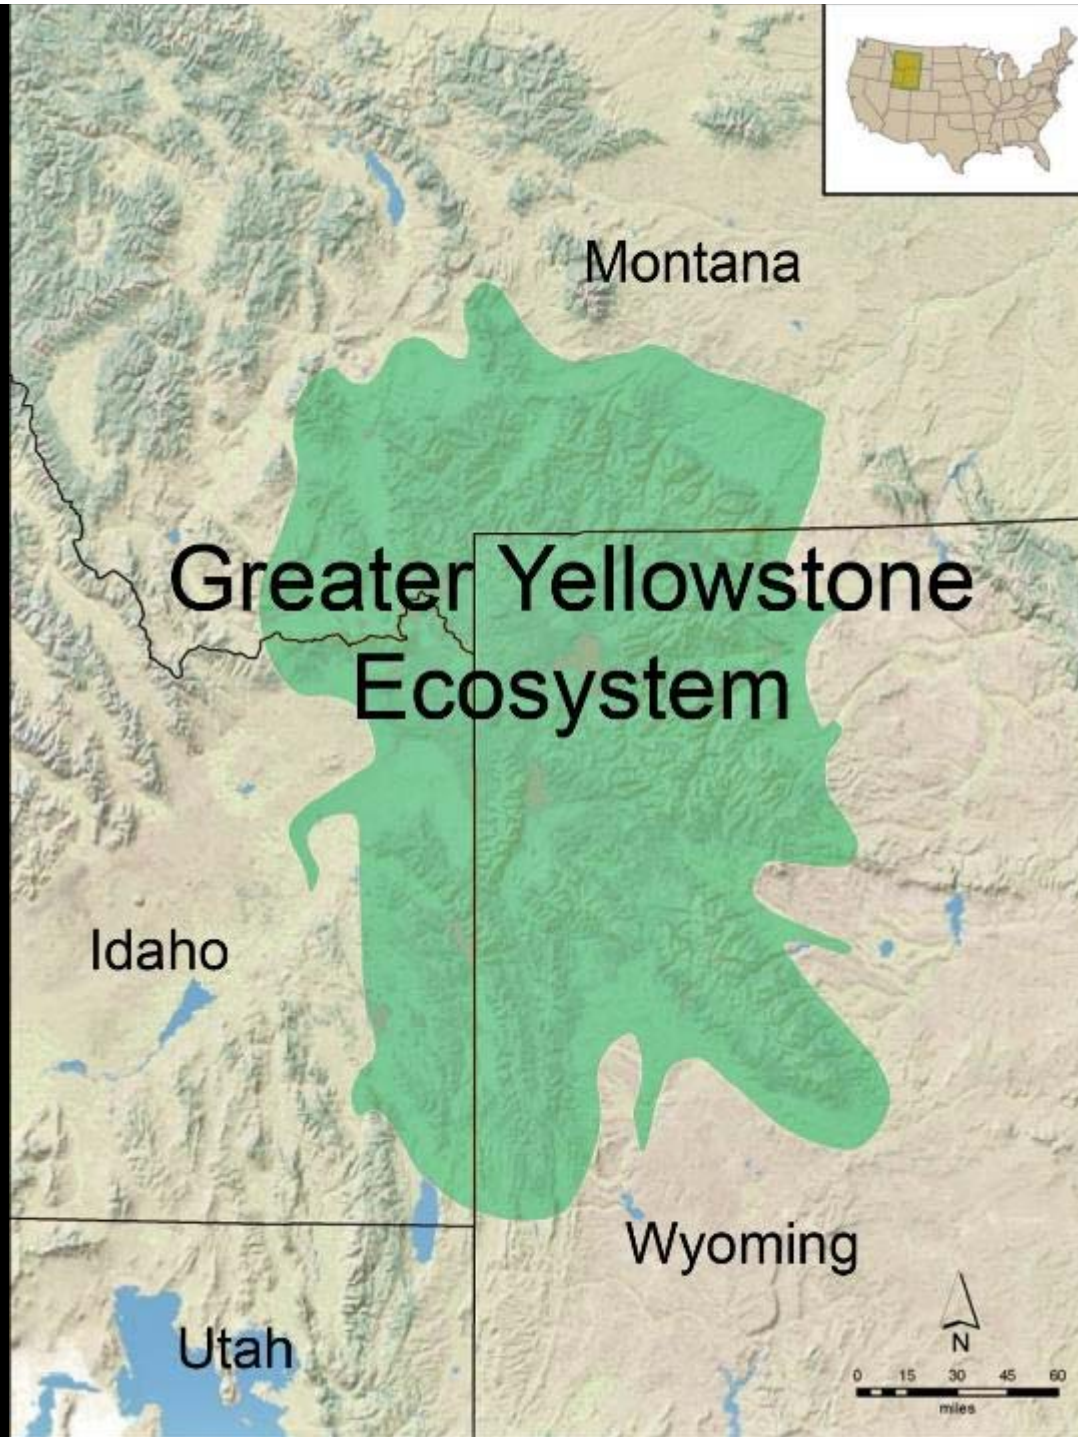 Montana
Greater Yellowstone
Ecosystem
Idaho
Wyoming
Utah
N
0 15 30 45 60
miles